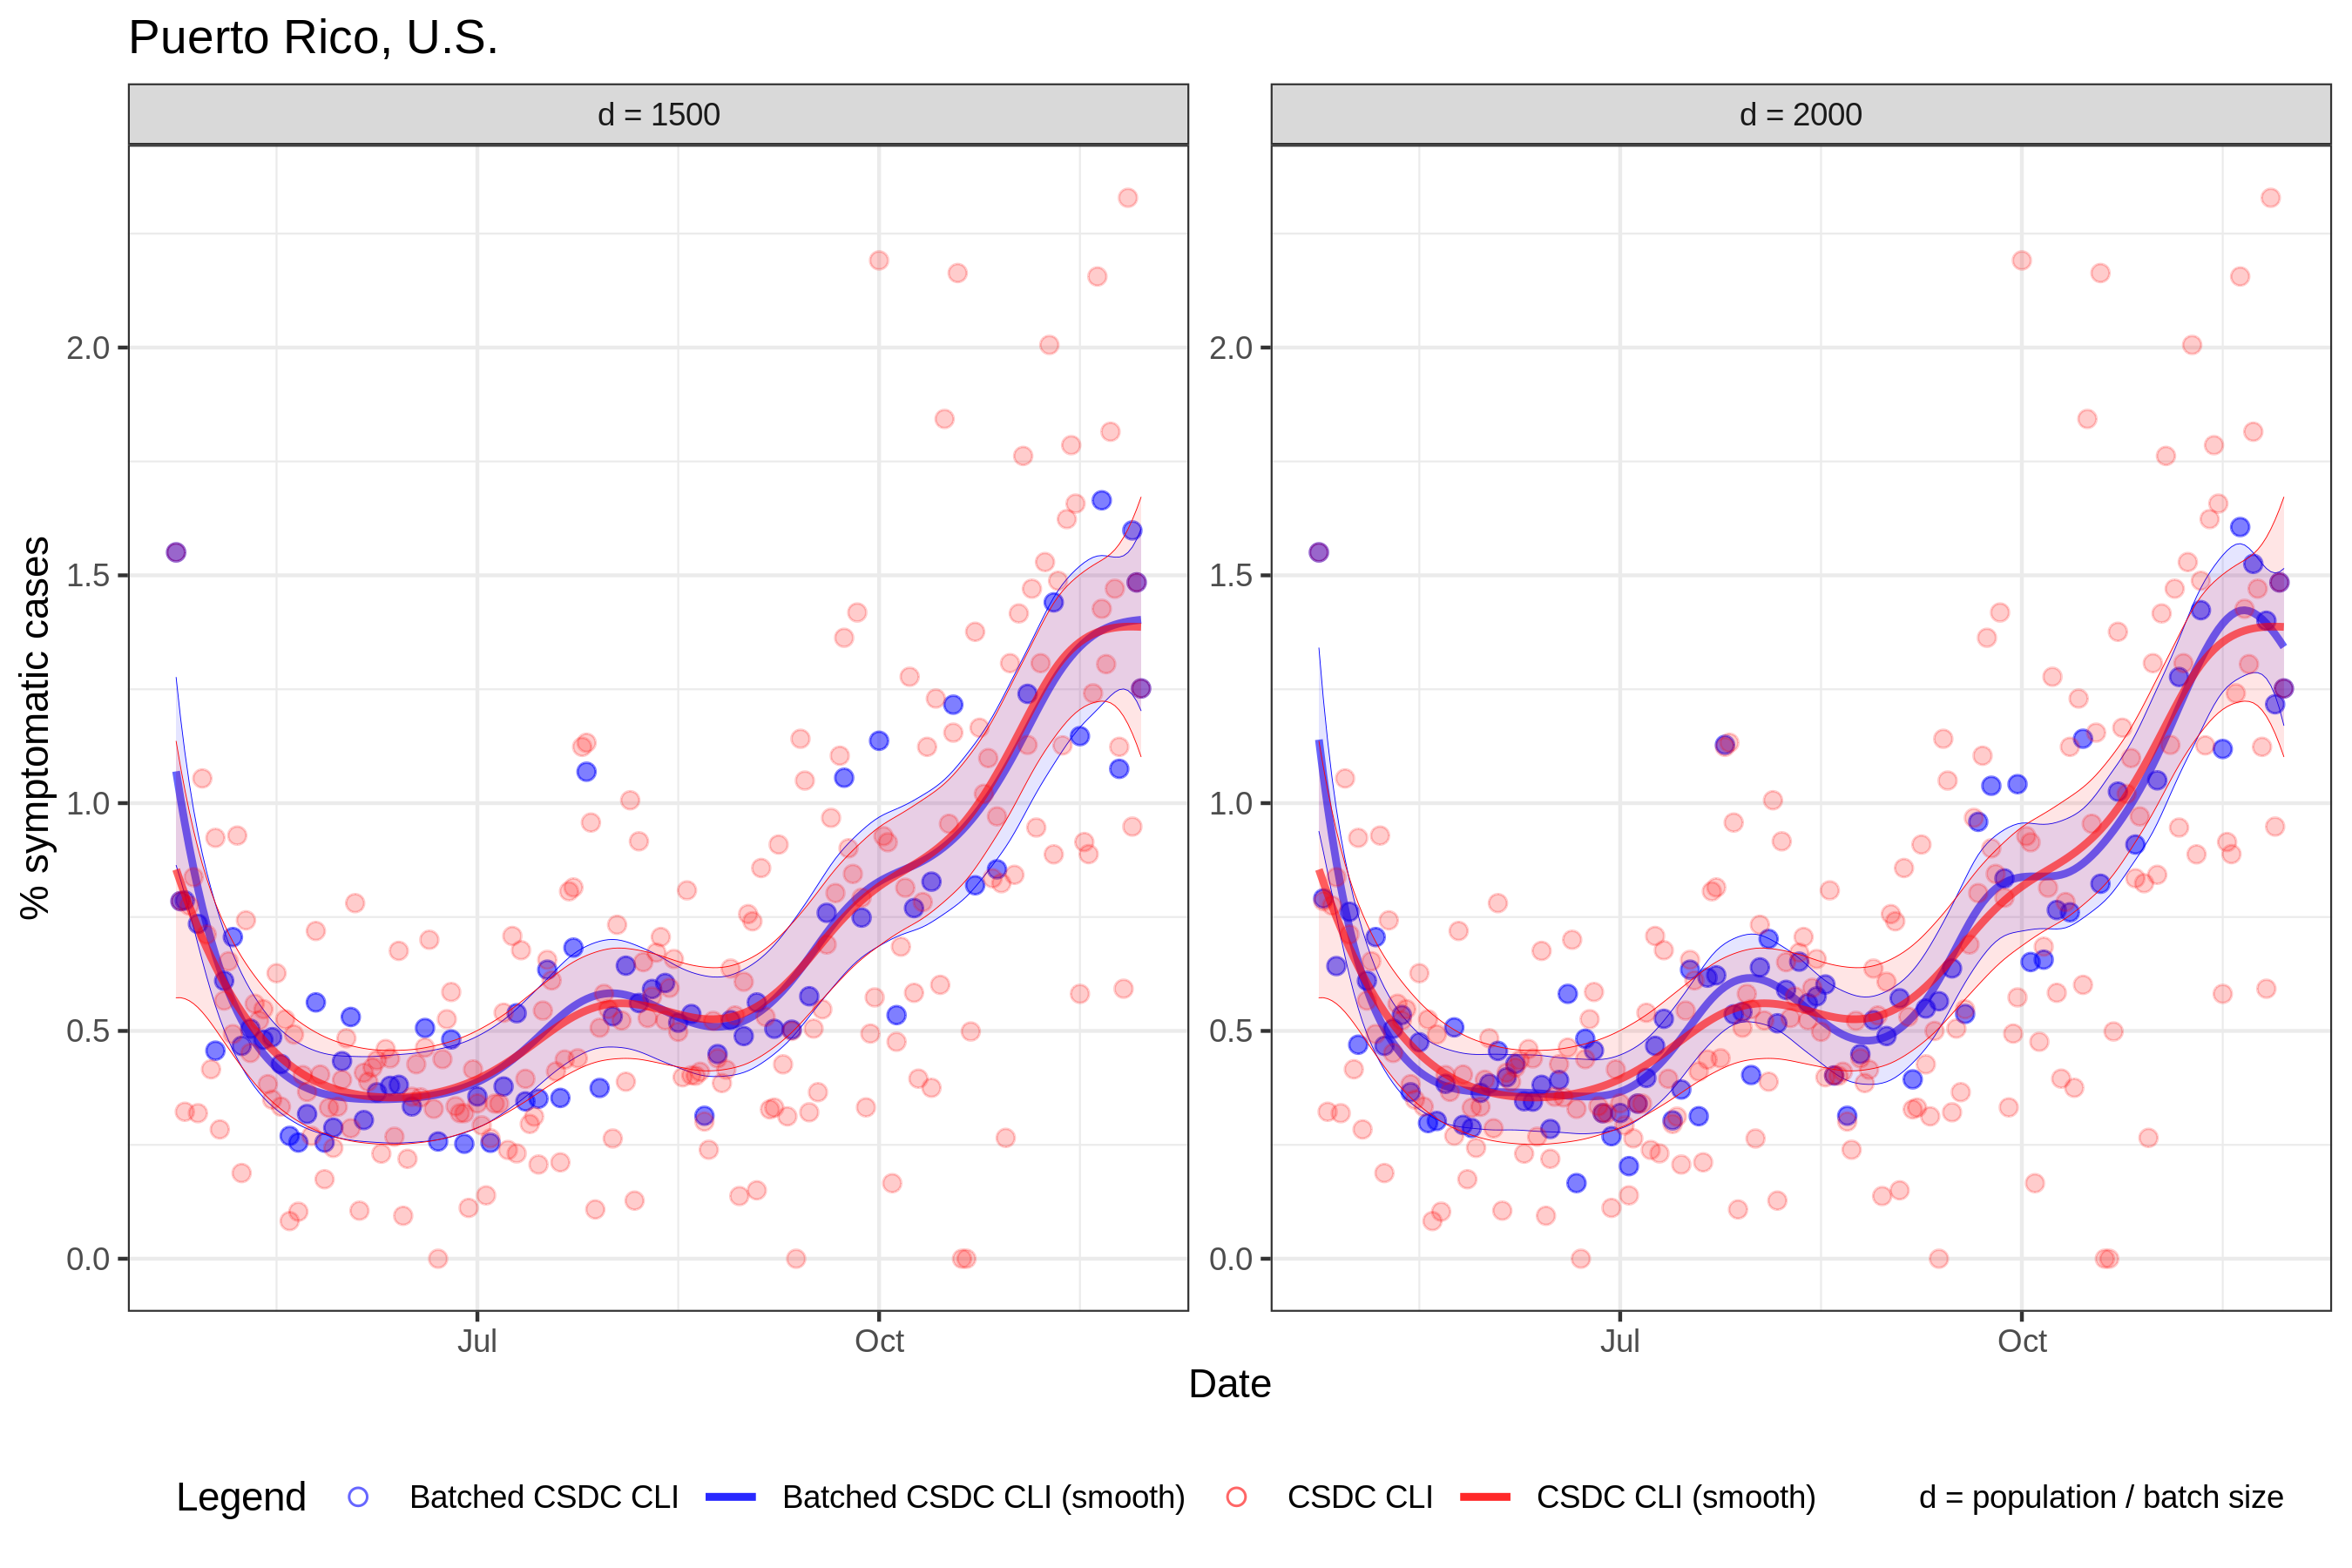 Puerto Rico, U.S.
d = 1500
d = 2000
% symptomatic cases
2.0
1.5
1.0
0.5
0.0
2.0
1.5
1.0
0.5
0.0
Jul
Oct
Jul
Oct
Date
Legend
Batched CSDC CLI
Batched CSDC CLI (smooth)
CSDC CLI
CSDC CLI (smooth)
d = population / batch size